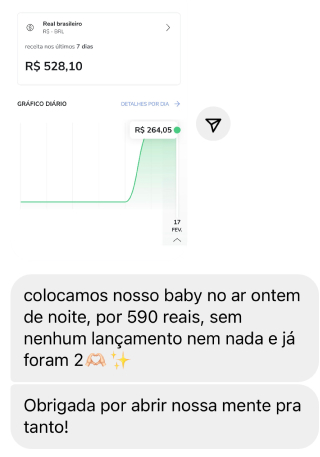 Real brasileiro
R$ - BRL
receita nos últimos 7 dias
R$ 528,10
GRÁFICO DIÁRIO
DETALHES POR DIA
R$ 264,05
17
FEV.
colocamos nosso baby no ar ontem
de noite, por 590 reais, sem
nenhum lançamento nem nada e já
foram 2🫶🏻✨
Obrigada por abrir nossa mente pra
tanto!